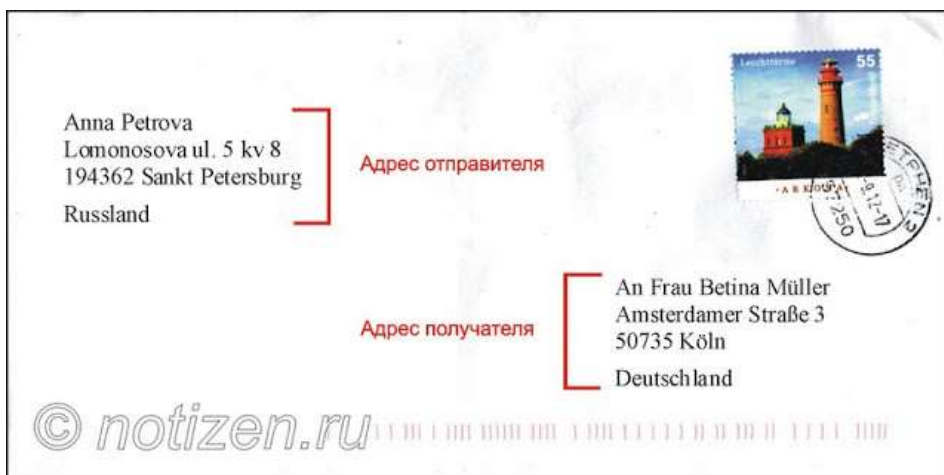 Leuchttürme 55
Anna Petrova
Lomonosova ul. 5 kv 8
194362 Sankt Petersburg
Russland
Адрес отправителя
An Frau Betina Müller
Amsterdamer Straße 3
50735 Köln
Deutschland
Адрес получателя
© notizen.ru